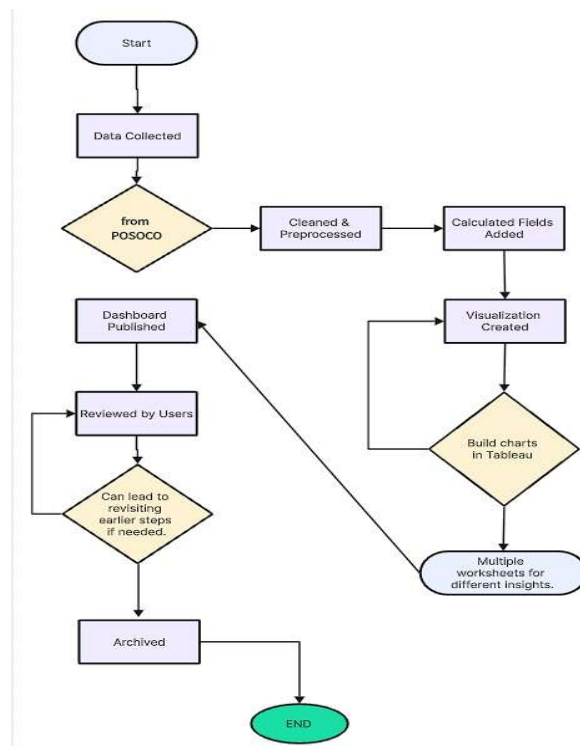 Start
Data Collected
from
POSOCO
Cleaned &
Preprocessed
Calculated Fields
Added
Visualization
Created
Build charts
in Tableau
Multiple
worksheets for
different insights.
Dashboard
Published
Reviewed by Users
Can lead to
revisiting
earlier steps
if needed.
Archived
END